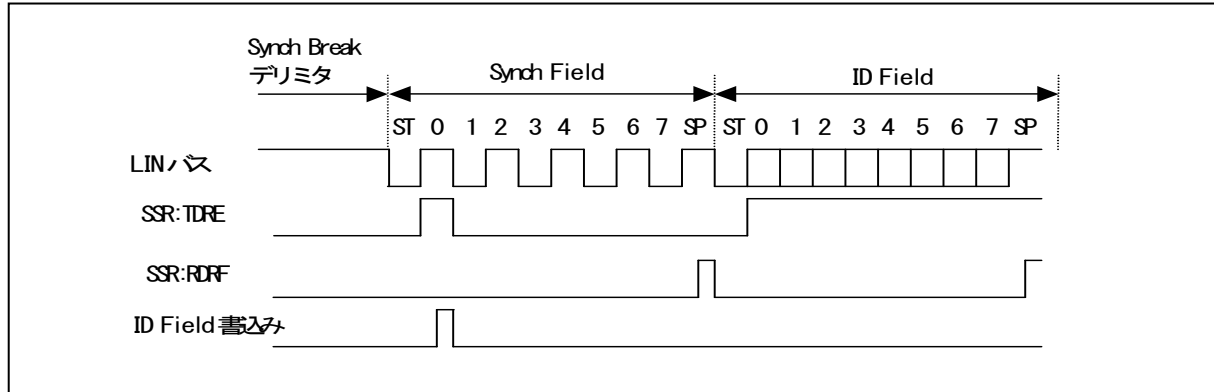 Synch Break
デリミタ
Synch Field
ID Field
ST 0 1 2 3 4 5 6 7 SP ST 0 1 2 3 4 5 6 7 SP
LINバス
SSR:TDRE
SSR:RDRF
ID Field書込み